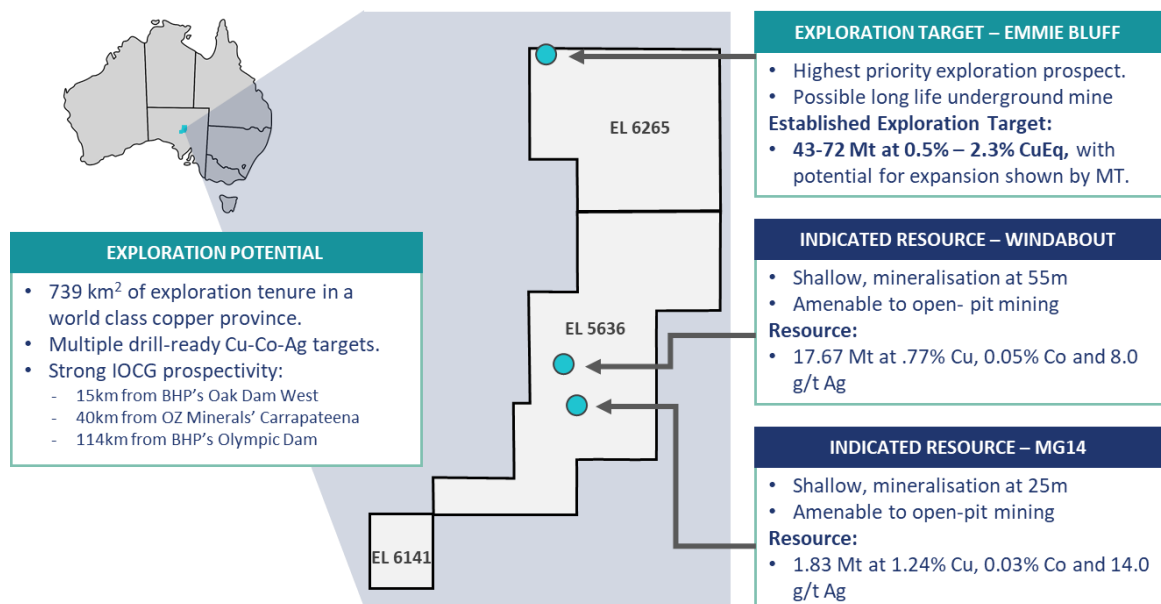 EXPLORATION POTENTIAL
• 739 km² of exploration tenure in a
world class copper province.
• Multiple drill-ready Cu-Co-Ag targets.
• Strong IOCG prospectivity:
- 15km from BHP's Oak Dam West
- 40km from OZ Minerals' Carrapateena
- 114km from BHP's Olympic Dam
EL 6265
EL 5636
EL 6141
EXPLORATION TARGET – EMMIE BLUFF
• Highest priority exploration prospect.
• Possible long life underground mine
Established Exploration Target:
• 43-72 Mt at 0.5% – 2.3% CuEq, with
potential for expansion shown by MT.
INDICATED RESOURCE – WINDABOUT
• Shallow, mineralisation at 55m
• Amenable to open- pit mining
Resource:
• 17.67 Mt at .77% Cu, 0.05% Co and 8.0
g/t Ag
INDICATED RESOURCE – MG14
• Shallow, mineralisation at 25m
• Amenable to open-pit mining
Resource:
• 1.83 Mt at 1.24% Cu, 0.03% Co and 14.0
g/t Ag